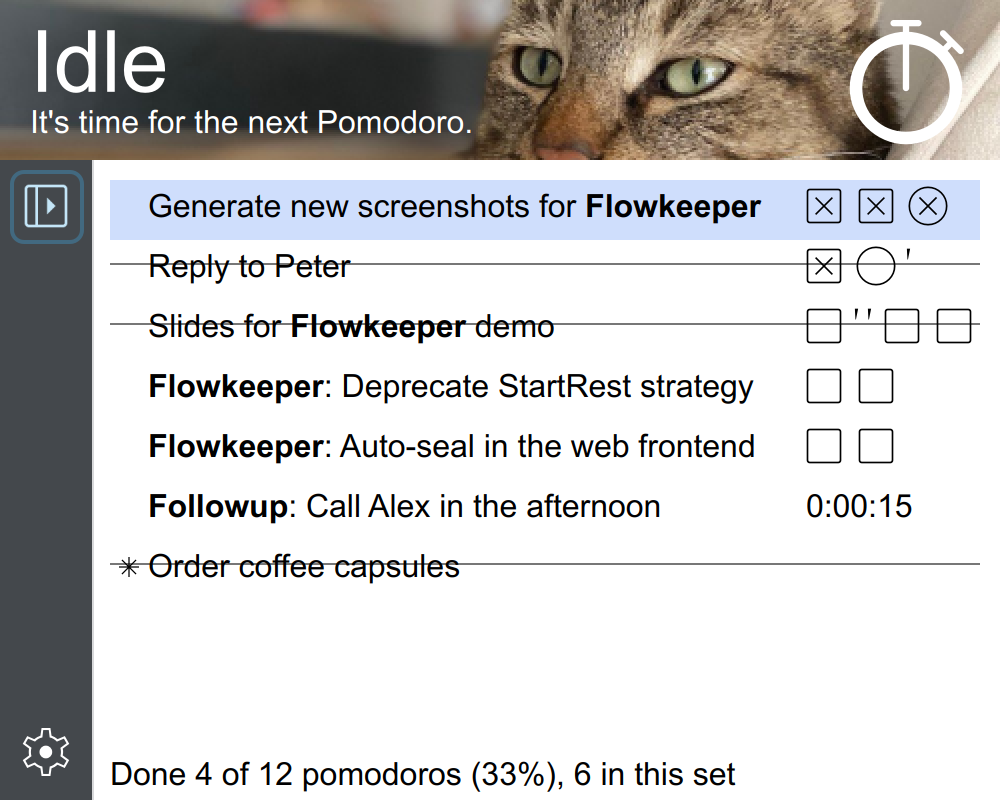 Idle
It's time for the next Pomodoro.
Generate new screenshots for Flowkeeper
Reply to Peter
Slides for Flowkeeper demo
Flowkeeper: Deprecate StartRest strategy
Flowkeeper: Auto-seal in the web frontend
Followup: Call Alex in the afternoon 0:00:15
Order coffee capsules
Done 4 of 12 pomodoros (33%), 6 in this set